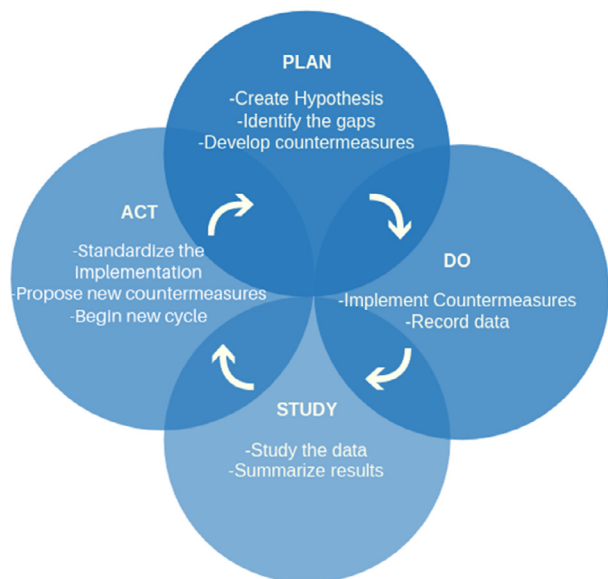 PLAN
-Create Hypothesis
-Identify the gaps
-Develop countermeasures
DO
-Implement Countermeasures
-Record data
STUDY
-Study the data
-Summarize results
ACT
-Standardize the
Implementation
-Propose new countermeasures
-Begin new cycle